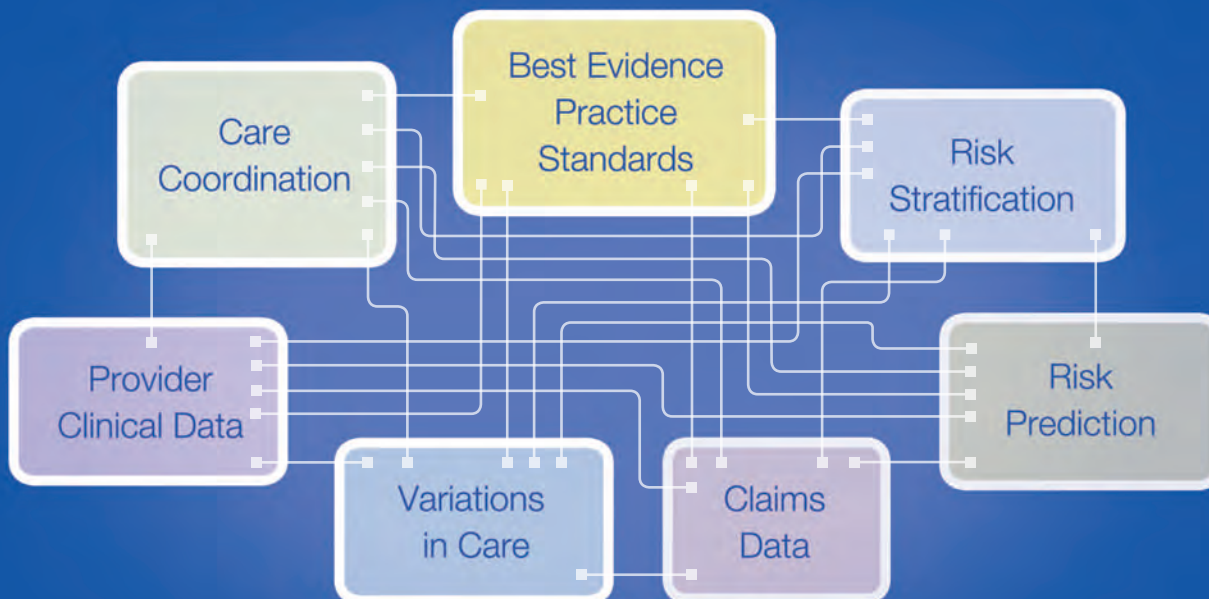 Best Evidence
Practice
Standards
Care
Coordination
Risk
Stratification
Provider
Clinical Data
Risk
Prediction
Variations
in Care
Claims
Data